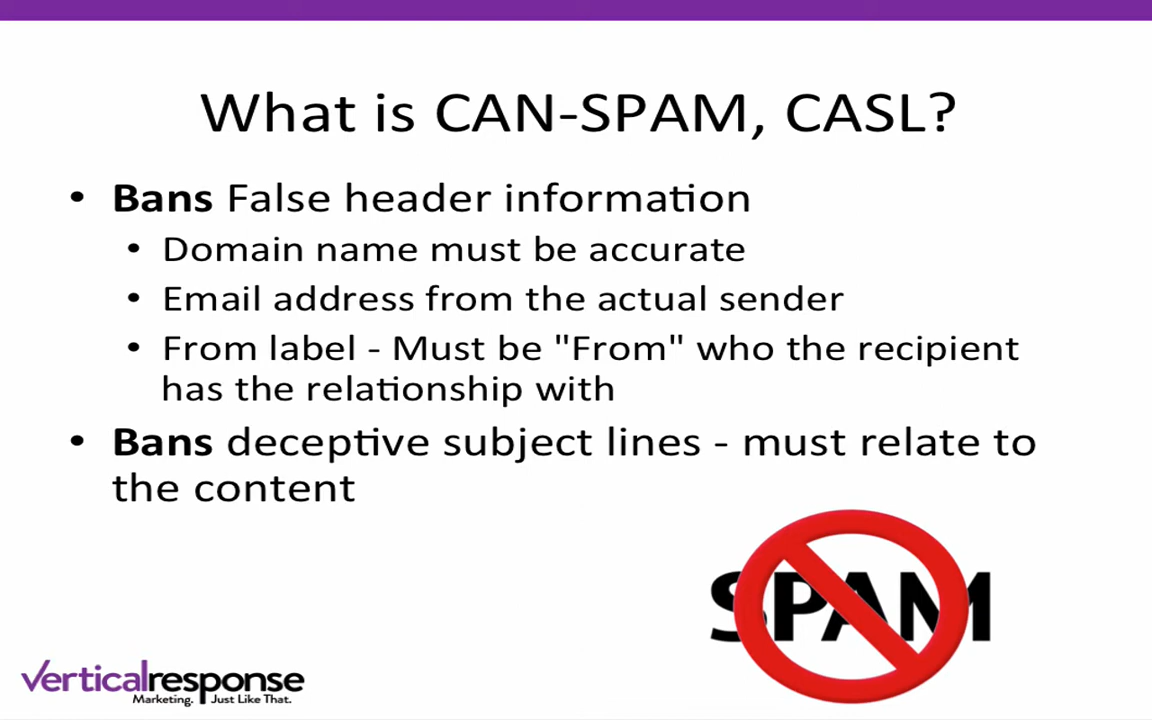 What is CAN-SPAM, CASL?
• Bans False header information
• Domain name must be accurate
• Email address from the actual sender
• From label - Must be "From" who the recipient
has the relationship with
• Bans deceptive subject lines - must relate to
the content
SPAM
verticalresponse
Marketing. Just Like That.